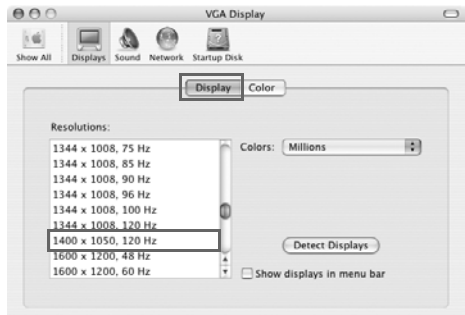 VGA Display
Show All Displays Sound Network Startup Disk
Display Color
Resolutions:
1344 x 1008, 75 Hz
Colors: Millions
1344 x 1008, 85 Hz
1344 x 1008, 90 Hz
1344 x 1008, 96 Hz
1344 x 1008, 100 Hz
1344 x 1008, 120 Hz
1400 x 1050, 120 Hz
1600 x 1200, 48 Hz
Detect Displays
1600 x 1200, 60 Hz
Show displays in menu bar